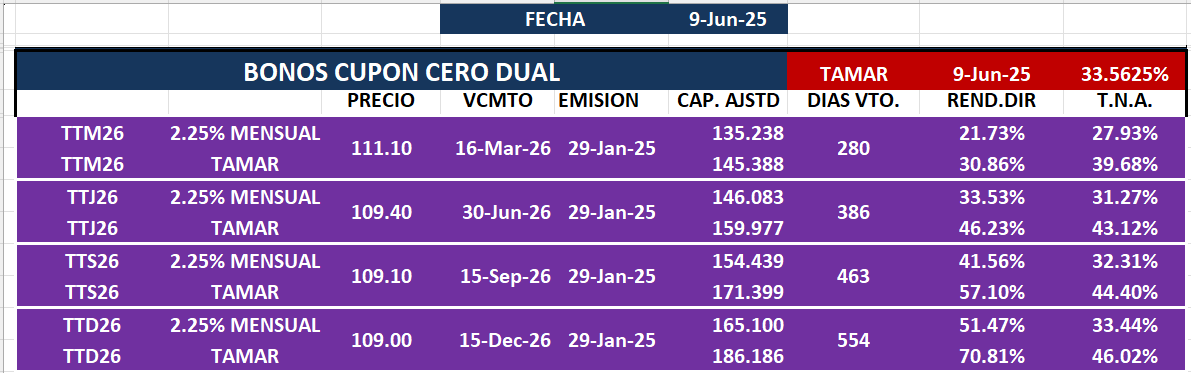 FECHA 9-Jun-25
BONOS CUPON CERO DUAL TAMAR 9-Jun-25 33.5625%
PRECIO VCMTO EMISION CAP. AJSTD DIAS VTO. REND.DIR T.N.A.
TTM26 2.25% MENSUAL 111.10 16-Mar-26 29-Jan-25 135.238 280 21.73% 27.93%
TTM26 TAMAR 145.388 30.86% 39.68%
TTJ26 2.25% MENSUAL 109.40 30-Jun-26 29-Jan-25 146.083 386 33.53% 31.27%
TTJ26 TAMAR 159.977 46.23% 43.12%
TTS26 2.25% MENSUAL 109.10 15-Sep-26 29-Jan-25 154.439 463 41.56% 32.31%
TTS26 TAMAR 171.399 57.10% 44.40%
TTD26 2.25% MENSUAL 109.00 15-Dec-26 29-Jan-25 165.100 554 51.47% 33.44%
TTD26 TAMAR 186.186 70.81% 46.02%